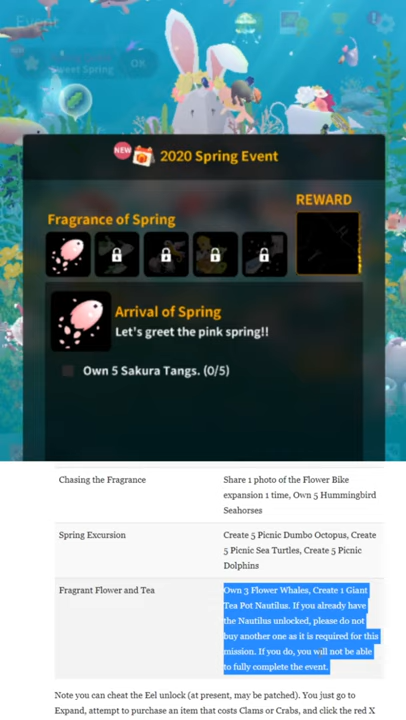 Event
Sweet Spring
OK
NEW
2020 Spring Event
REWARD
Fragrance of Spring
Arrival of Spring
Let's greet the pink spring!!
Own 5 Sakura Tangs. (0/5)
Chasing the Fragrance
Share 1 photo of the Flower Bike
expansion 1 time, Own 5 Hummingbird
Seahorses
Spring Excursion
Create 5 Picnic Dumbo Octopus, Create
5 Picnic Sea Turtles, Create 5 Picnic
Dolphins
Fragrant Flower and Tea
Own 3 Flower Whales, Create 1 Giant
Tea Pot Nautilus. If you already have
the Nautilus unlocked, please do not
buy another one as it is required for this
mission. If you do, you will not be able
to fully complete the event.
Note you can cheat the Eel unlock (at present, may be patched). You just go to
Expand, attempt to purchase an item that costs Clams or Crabs, and click the red X